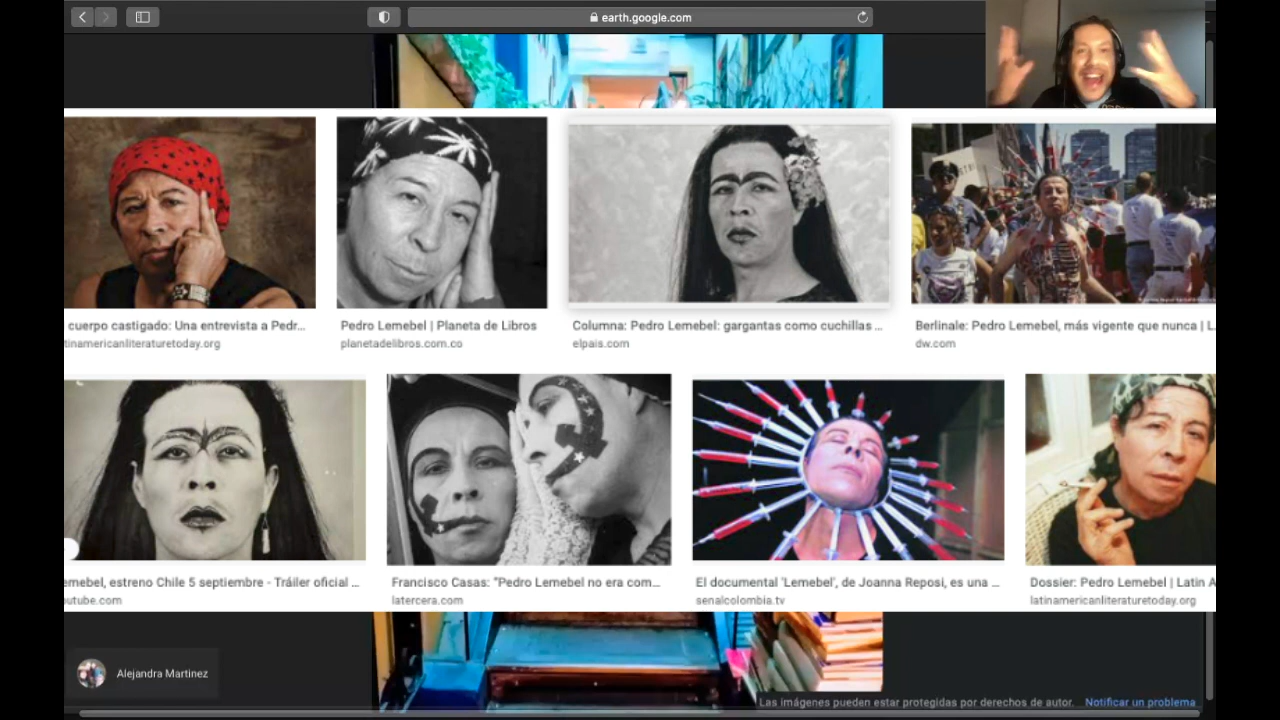 earth.google.com
cuerpo castigado: Una entrevista a Pedr...
tinamericanliteraturetoday.org
Pedro Lemebel | Planeta de Libros
planetadelibros.com.co
Columna: Pedro Lemebel: gargantas como cuchillas ...
elpais.com
Berlinale: Pedro Lemebel, más vigente que nunca | L...
dw.com
emebel, estreno Chile 5 septiembre - Tráiler oficial ...
outube.com
Francisco Casas: "Pedro Lemebel no era com...
latercera.com
El documental 'Lemebel', de Joanna Reposi, es una ...
senalcolombia.tv
Dossier: Pedro Lemebel | Latin A
latinamericanliteraturetoday.org
Alejandra Martinez
Las imágenes pueden estar protegidas por derechos de autor. Notificar un problema